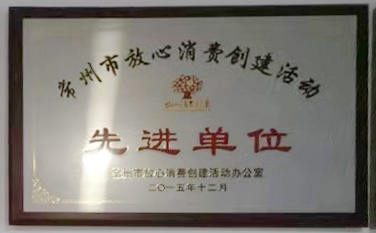 常州市放心消费创建活动
先进单位
常州市放心消费创建活动办公室
二〇一五年十二月